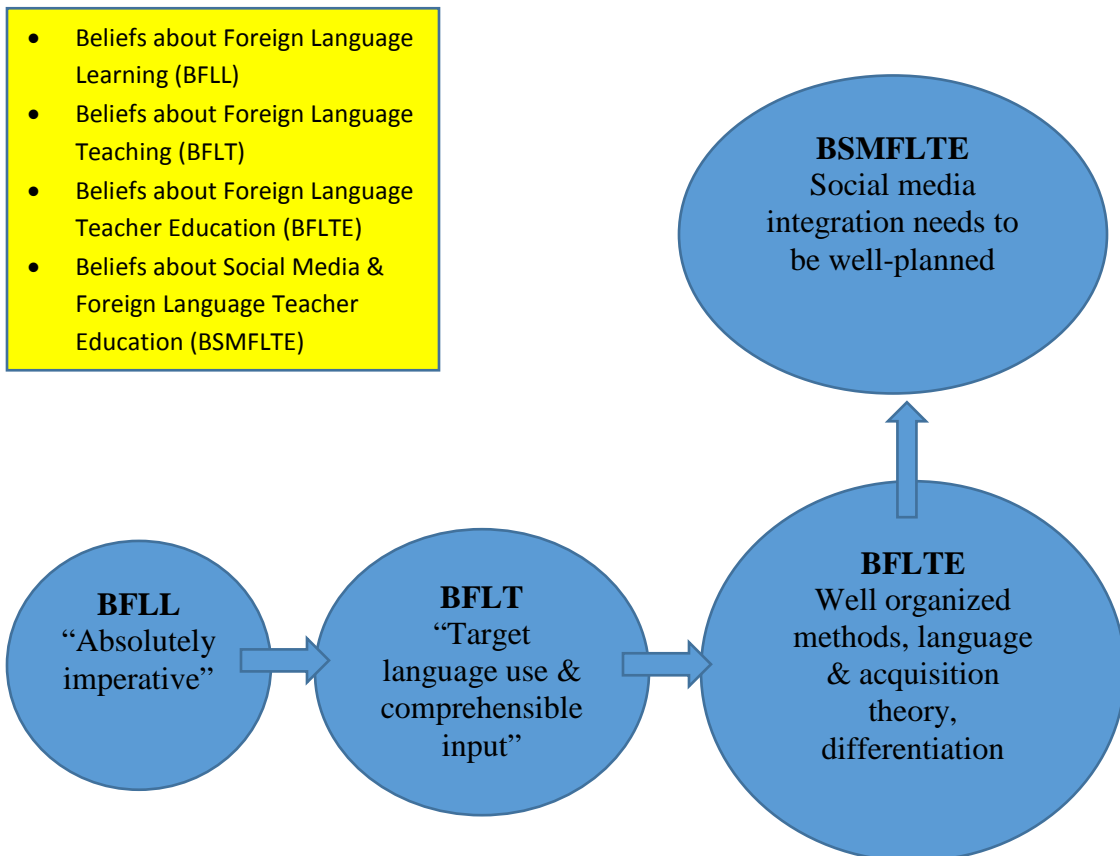 • Beliefs about Foreign Language
Learning (BFLL)
• Beliefs about Foreign Language
Teaching (BFLT)
• Beliefs about Foreign Language
Teacher Education (BFLTE)
• Beliefs about Social Media &
Foreign Language Teacher
Education (BSMFLTE)
BSMFLTE
Social media
integration needs to
be well-planned
BFLL
“Absolutely
imperative”
BFLT
“Target
language use &
comprehensible
input”
BFLTE
Well organized
methods, language
& acquisition
theory,
differentiation